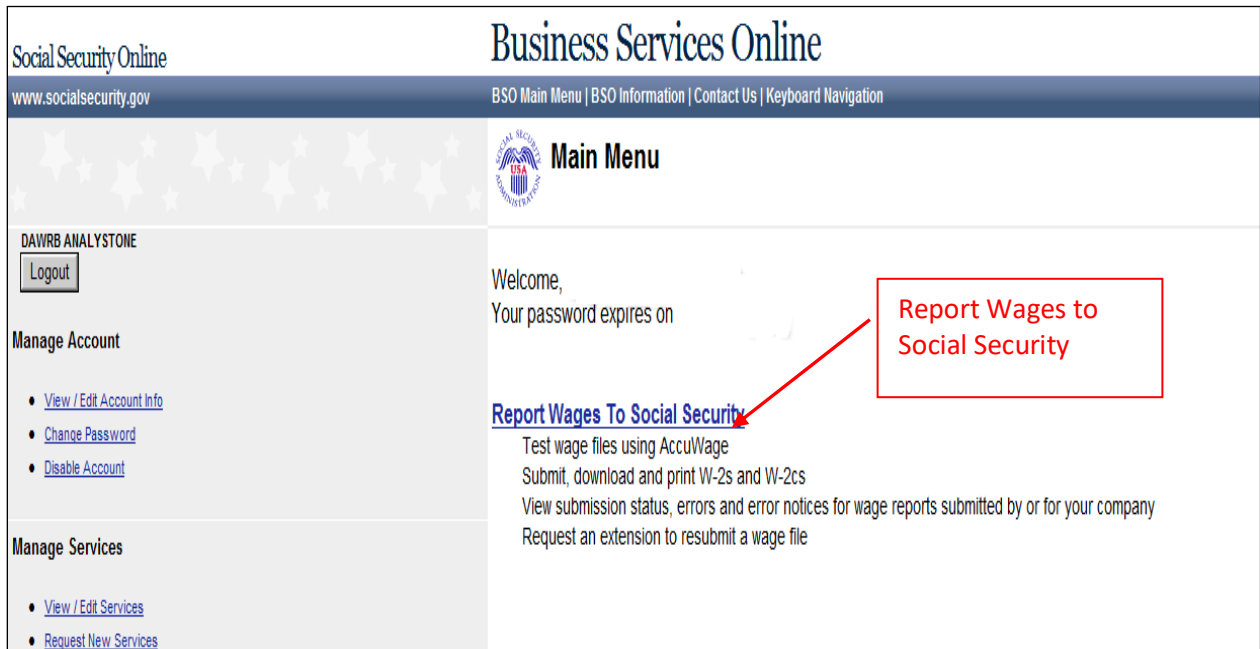 Social Security Online
Business Services Online
www.socialsecurity.gov
BSO Main Menu | BSO Information | Contact Us | Keyboard Navigation
SOCIAL SECURITY ADMINISTRATION
USA
Main Menu
DAWRB ANALYSTONE
Logout
Manage Account
• View / Edit Account Info
• Change Password
• Disable Account
Manage Services
• View / Edit Services
• Request New Services
Welcome,
Your password expires on
Report Wages to
Social Security
Report Wages To Social Security
Test wage files using AccuWage
Submit, download and print W-2s and W-2cs
View submission status, errors and error notices for wage reports submitted by or for your company
Request an extension to resubmit a wage file